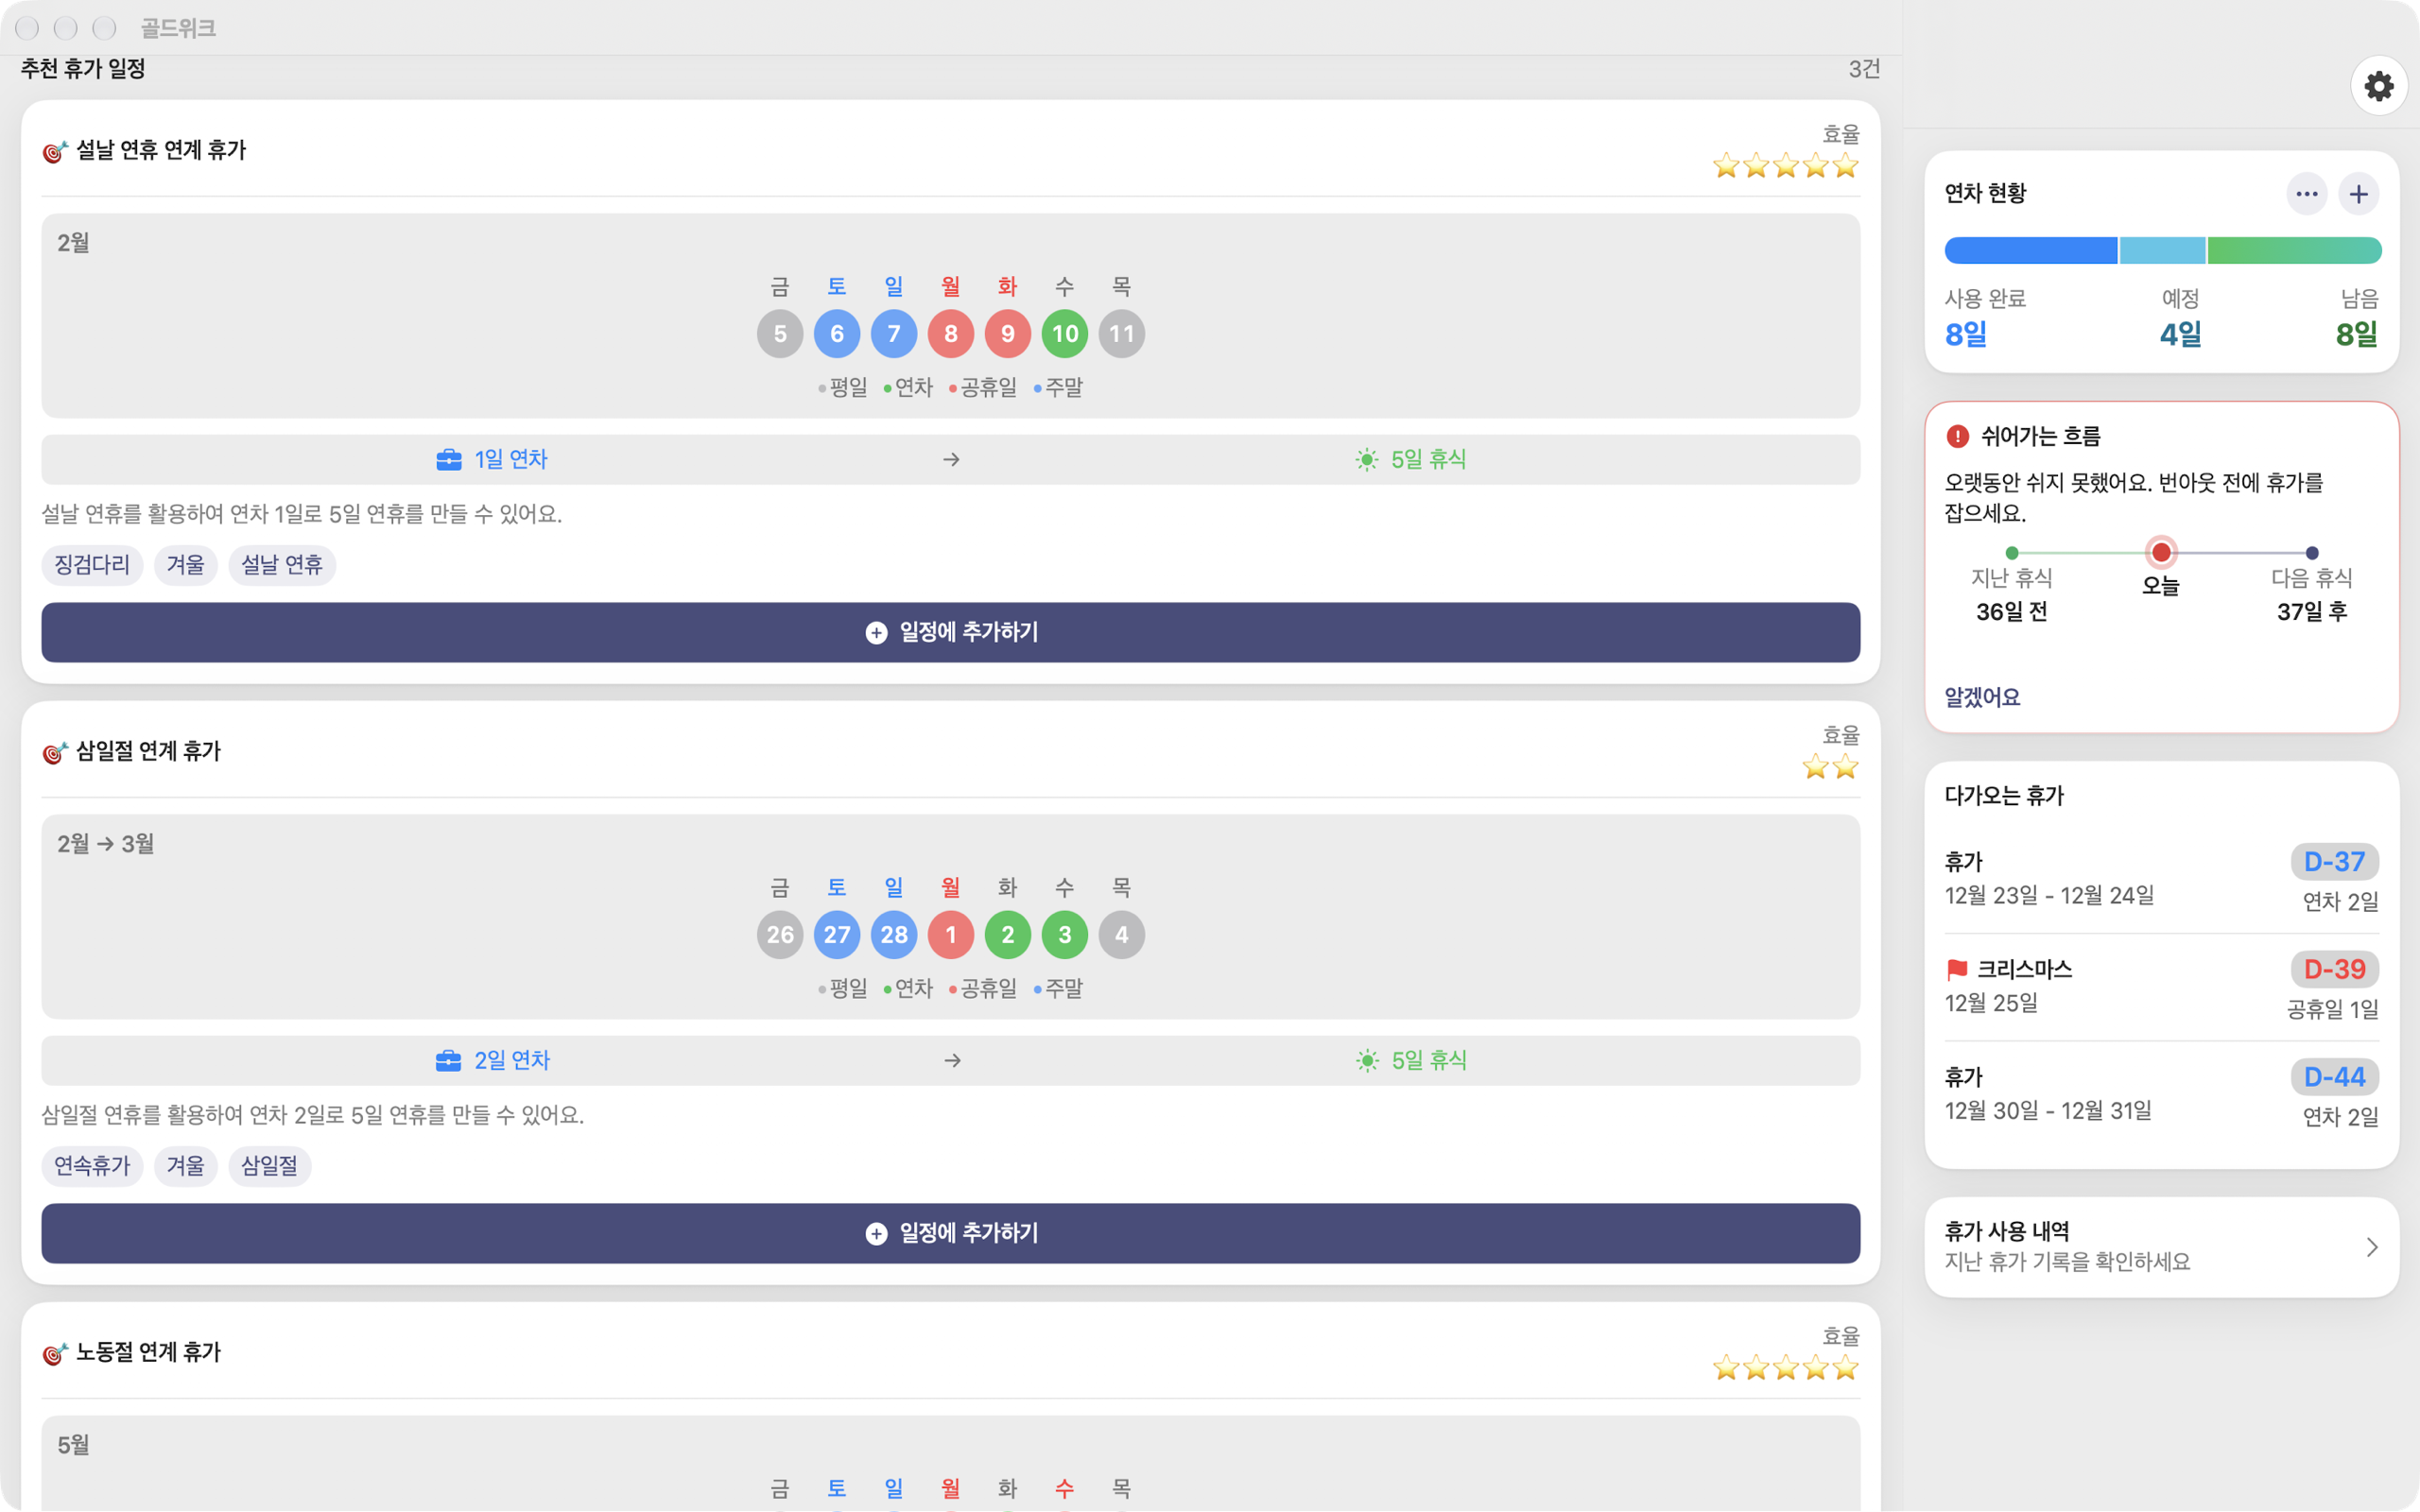 골드위크
추천 휴가 일정 3건
설날 연휴 연계 휴가
효율
2월
금 토 일 월 화 수 목
5 6 7 8 9 10 11
평일 연차 공휴일 주말
1일 연차 → 5일 휴식
설날 연휴를 활용하여 연차 1일로 5일 연휴를 만들 수 있어요.
징검다리 겨울 설날 연휴
일정에 추가하기
삼일절 연계 휴가
효율
2월 → 3월
금 토 일 월 화 수 목
26 27 28 1 2 3 4
평일 연차 공휴일 주말
2일 연차 → 5일 휴식
삼일절 연휴를 활용하여 연차 2일로 5일 연휴를 만들 수 있어요.
연속휴가 겨울 삼일절
일정에 추가하기
노동절 연계 휴가
효율
5월
금 토 일 월 화 수 목
연차 현황
사용 완료 예정 남음
8일 4일 8일
쉬어가는 흐름
오랫동안 쉬지 못했어요. 번아웃 전에 휴가를
잡으세요.
지난 휴식 오늘 다음 휴식
36일 전 37일 후
알겠어요
다가오는 휴가
휴가 D-37
12월 23일 - 12월 24일 연차 2일
크리스마스 D-39
12월 25일 공휴일 1일
휴가 D-44
12월 30일 - 12월 31일 연차 2일
휴가 사용 내역
지난 휴가 기록을 확인하세요